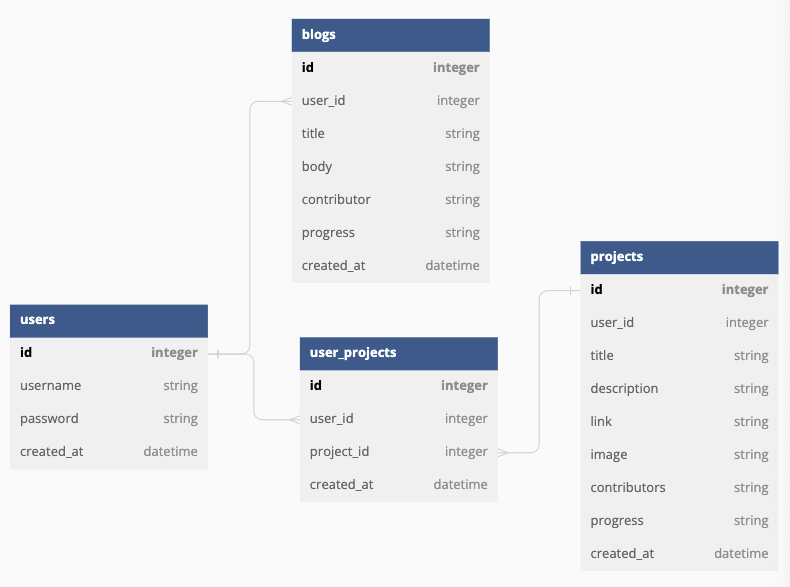 blogs
id integer
user_id integer
title string
body string
contributor string
progress string
created_at datetime
users
id integer
username string
password string
created_at datetime
user_projects
id integer
user_id integer
project_id integer
created_at datetime
projects
id integer
user_id integer
title string
description string
link string
image string
contributors string
progress string
created_at datetime